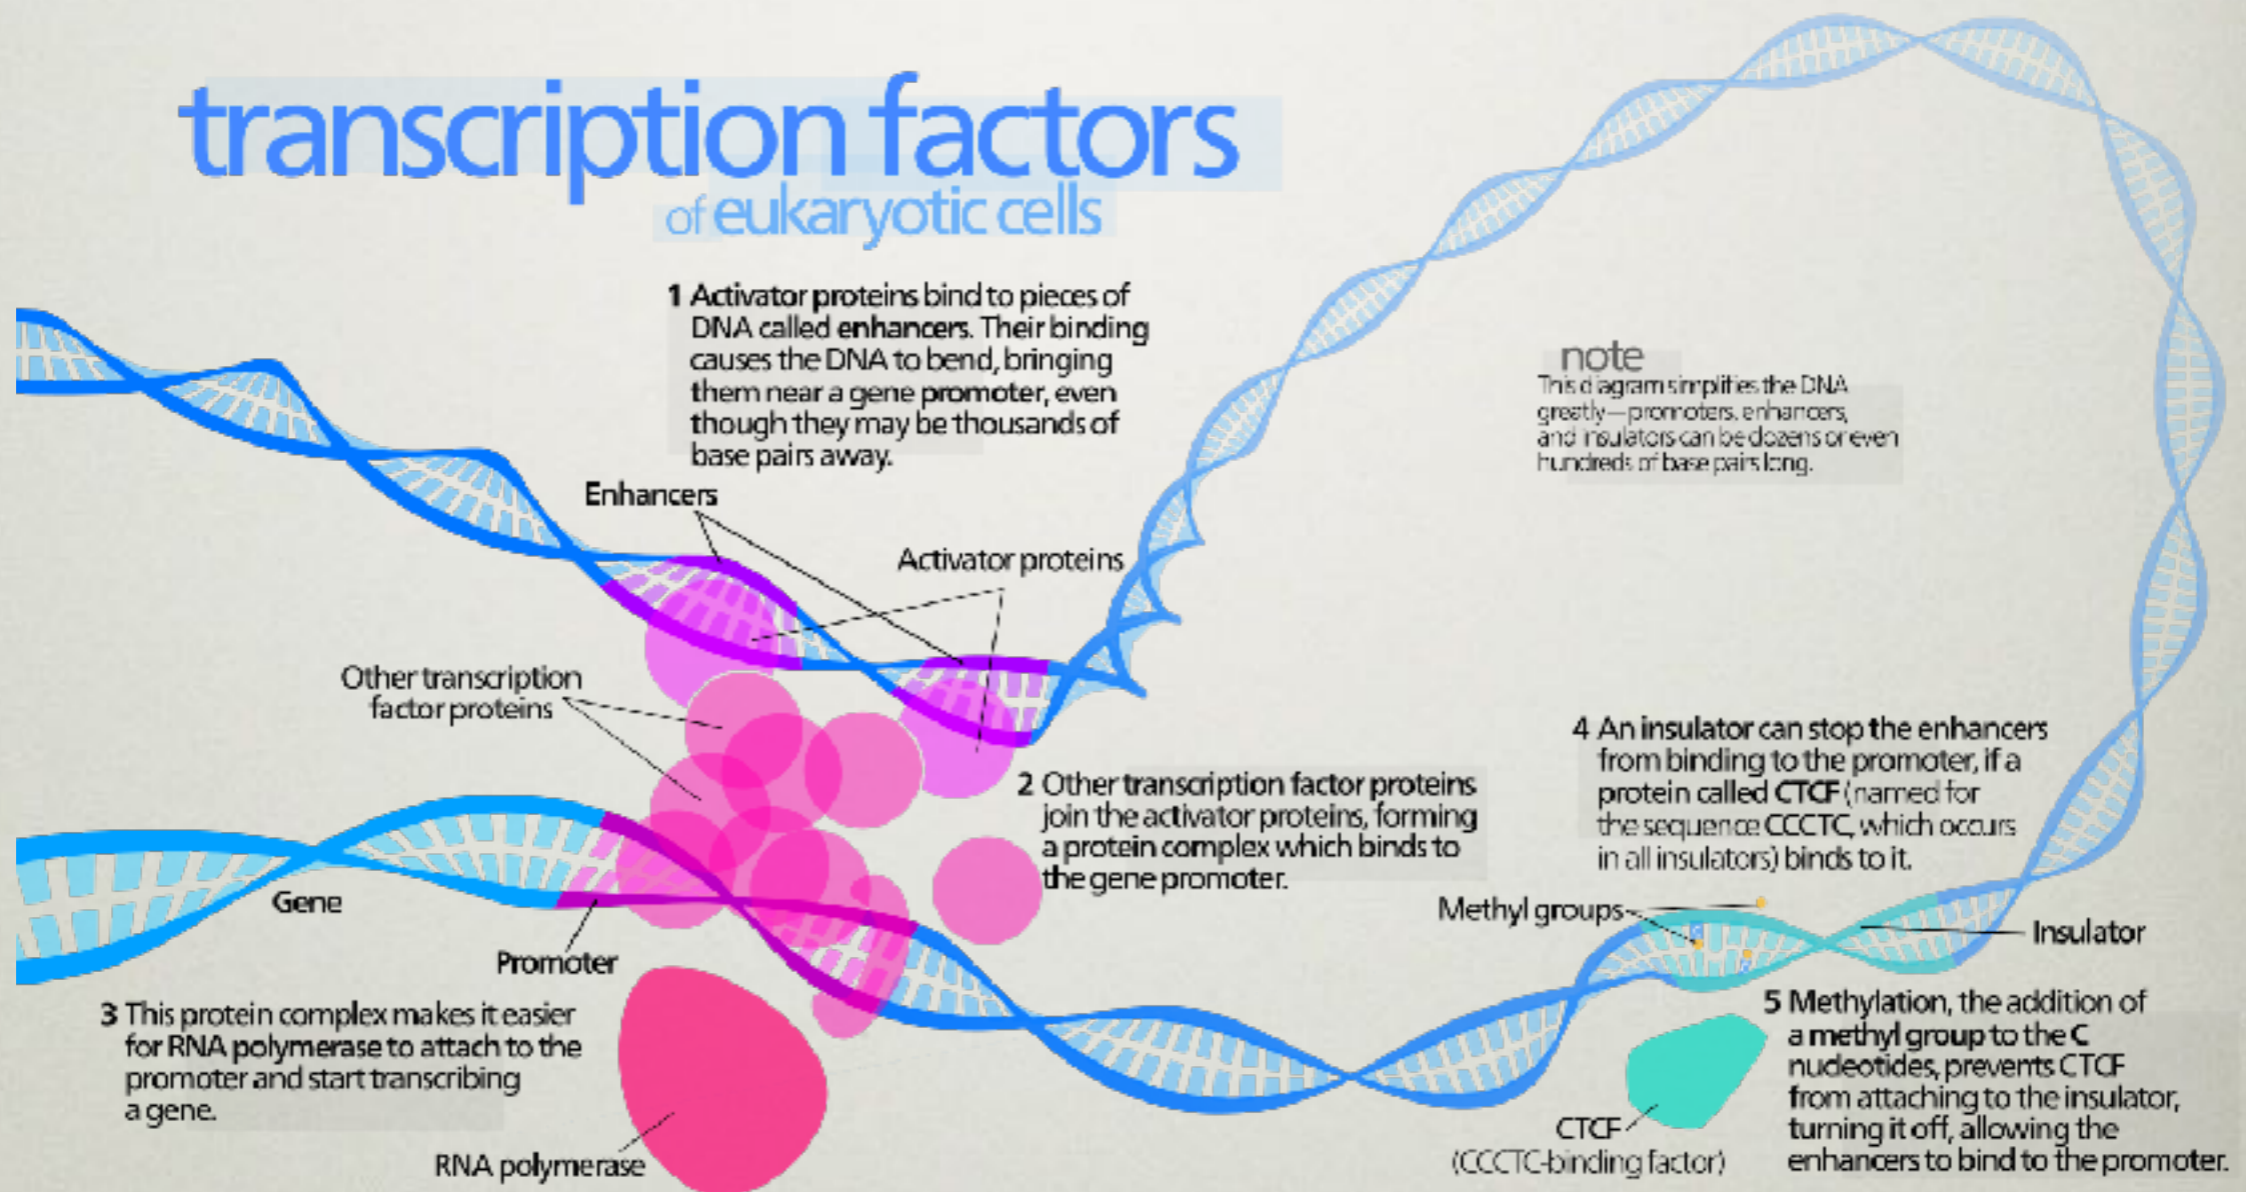 transcription factors
of eukaryotic cells
1 Activator proteins bind to pieces of
DNA called enhancers. Their binding
causes the DNA to bend, bringing
them near a gene promoter, even
though they may be thousands of
base pairs away.
note
This diagram simplifies the DNA
greatly—promoters, enhancers,
and insulators can be dozens or even
hundreds of base pairs long.
Enhancers
Activator proteins
Other transcription
factor proteins
2 Other transcription factor proteins
join the activator proteins, forming
a protein complex which binds to
the gene promoter.
4 An insulator can stop the enhancers
from binding to the promoter, if a
protein called CTCF (named for
the sequence CCCTC, which occurs
in all insulators) binds to it.
Gene
Promoter
Methyl groups
Insulator
C
C
3 This protein complex makes it easier
for RNA polymerase to attach to the
promoter and start transcribing
a gene.
RNA polymerase
5 Methylation, the addition of
a methyl group to the C
nucleotides, prevents CTCF
from attaching to the insulator,
turning it off, allowing the
enhancers to bind to the promoter.
CTCF
(CCCTC-binding factor)